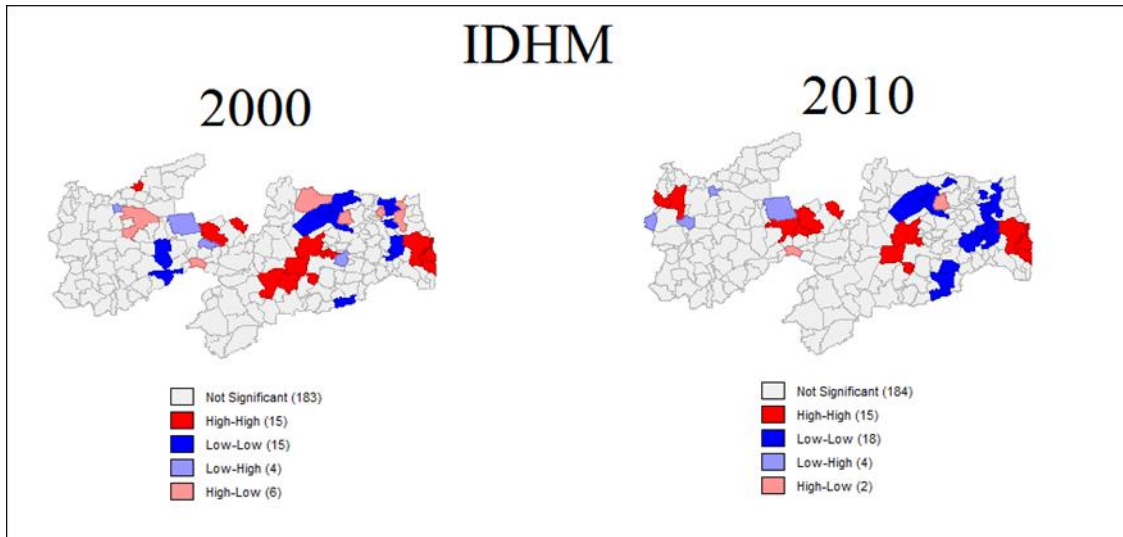 IDHM
2000
2010
Not Significant (183)
High-High (15)
Low-Low (15)
Low-High (4)
High-Low (6)
Not Significant (184)
High-High (15)
Low-Low (18)
Low-High (4)
High-Low (2)